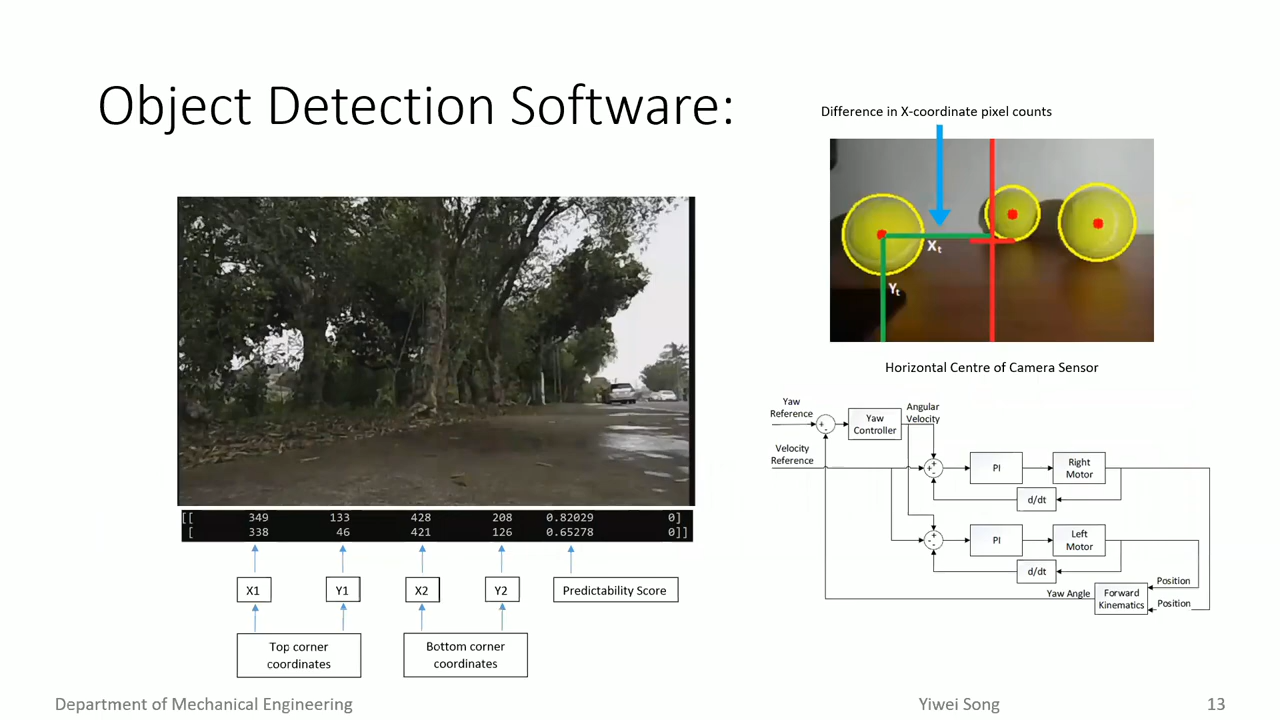 Object Detection Software:
Difference in X-coordinate pixel counts
Xt
Yt
Horizontal Centre of Camera Sensor
[[ 349 133 428 208 0.82029 0]
[ 338 46 421 126 0.65278 0]]
X1
Y1
X2
Y2
Predictability Score
Top corner
coordinates
Bottom corner
coordinates
Yaw
Reference
+
-
Yaw
Controller
Angular
Velocity
Velocity
Reference
+
+
-
PI
Right
Motor
d/dt
+
-
-
PI
Left
Motor
d/dt
Yaw Angle
Forward
Kinematics
Position
Position
Department of Mechanical Engineering
Yiwei Song
13